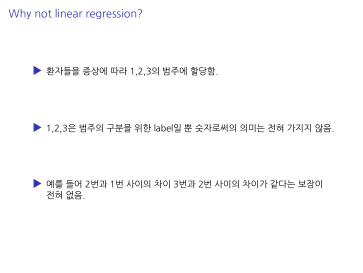 Why not linear regression?
환자들을 증상에 따라 1,2,3의 범주에 할당함.
1,2,3은 범주의 구분을 위한 label일 뿐 숫자로써의 의미는 전혀 가지지 않음.
예를 들어 2번과 1번 사이의 차이 3번과 2번 사이의 차이가 같다는 보장이
전혀 없음.